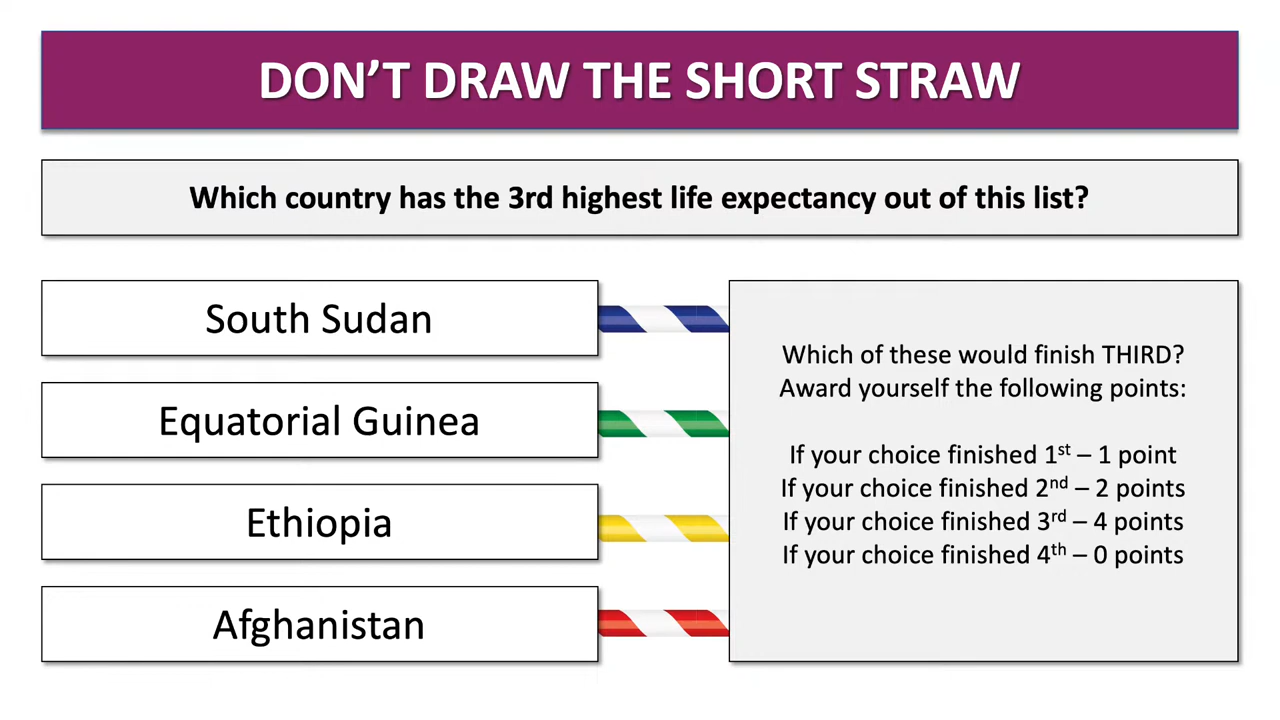 DON’T DRAW THE SHORT STRAW
Which country has the 3rd highest life expectancy out of this list?
South Sudan
Equatorial Guinea
Ethiopia
Afghanistan
Which of these would finish THIRD?
Award yourself the following points:
If your choice finished 1st – 1 point
If your choice finished 2nd – 2 points
If your choice finished 3rd – 4 points
If your choice finished 4th – 0 points